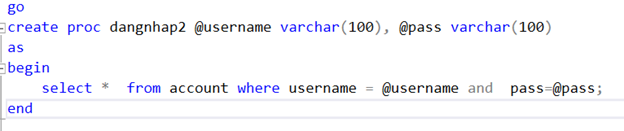 go
create proc dangnhap2 @username varchar(100), @pass varchar(100)
as
begin
select *  from account where username = @username and  pass=@pass;
end